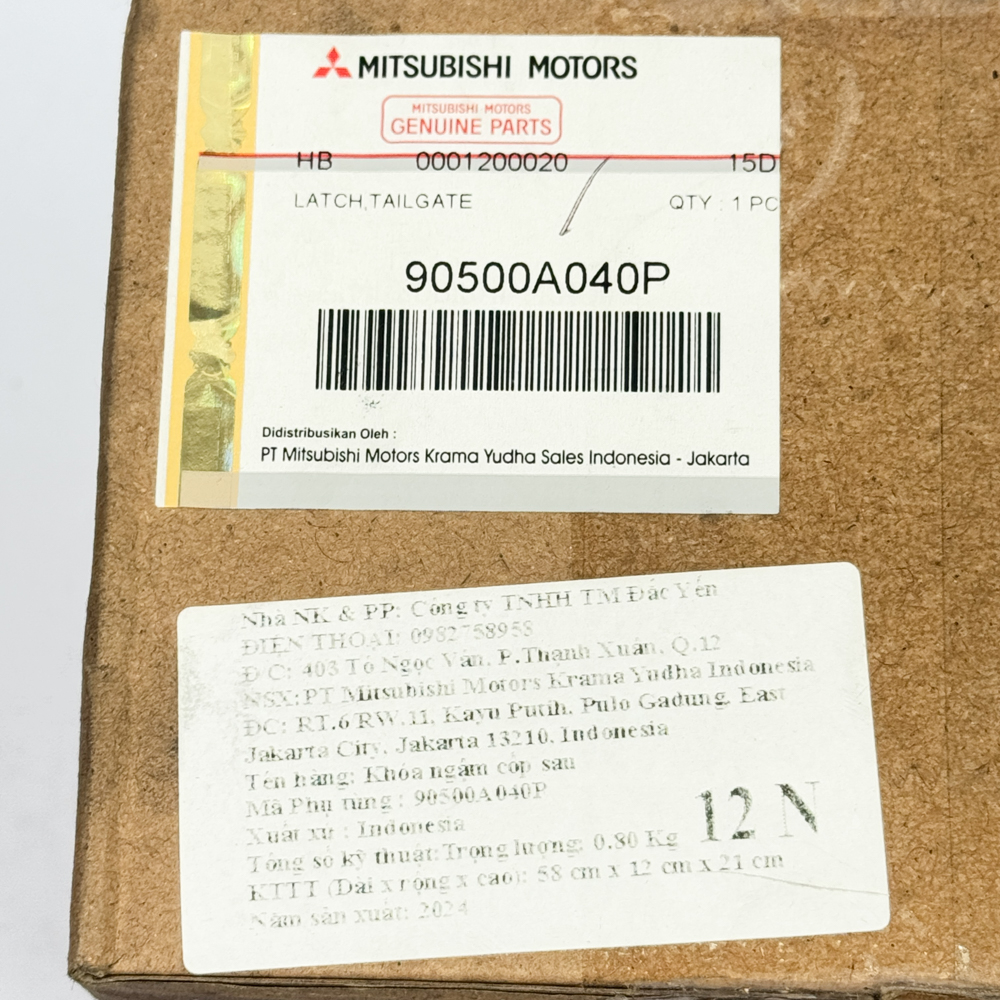 MITSUBISHI MOTORS
MITSUBISHI MOTORS
GENUINE PARTS
HB 0001200020 15D
LATCH,TAILGATE QTY : 1 PC
90500A040P
Didistribusikan Oleh :
PT Mitsubishi Motors Krama Yudha Sales Indonesia - Jakarta
Nhà NK & PP: Công ty TNHH TM Đắc Yến
ĐIỆN THOẠI: 0982758958
Đ C: 403 Tô Ngọc Vân, P.Thạnh Xuân, Q.12
NSX: PT Mitsubishi Motors Krama Yudha Indonesia
ĐC: RT.6/RW.11, Kayu Putih, Pulo Gadung, East
Jakarta City, Jakarta 13210, Indonesia
Tên hàng: Khóa ngậm cốp sau
Mã Phụ tùng : 90500A040P
Xuất xứ : Indonesia
12 N
Tổng số kỹ thuật: Trọng lượng: 0.80 Kg
KTTT (Dài x rộng x cao): 58 cm x 12 cm x 21 cm
Năm sản xuất: 2024